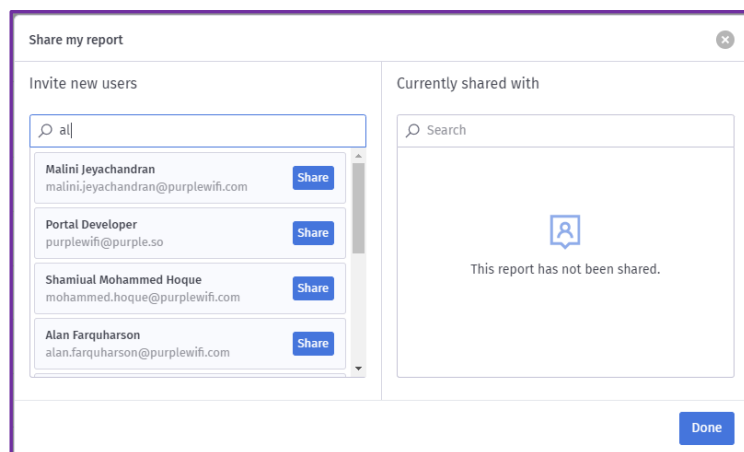 Share my report
Invite new users
al
Malini Jeyachandran
malini.jeyachandran@purplewifi.com
Share
Portal Developer
purplewifi@purple.so
Share
Shamiual Mohammed Hoque
mohammed.hoque@purplewifi.com
Share
Alan Farquharson
alan.farquharson@purplewifi.com
Share
Currently shared with
Search
This report has not been shared.
Done